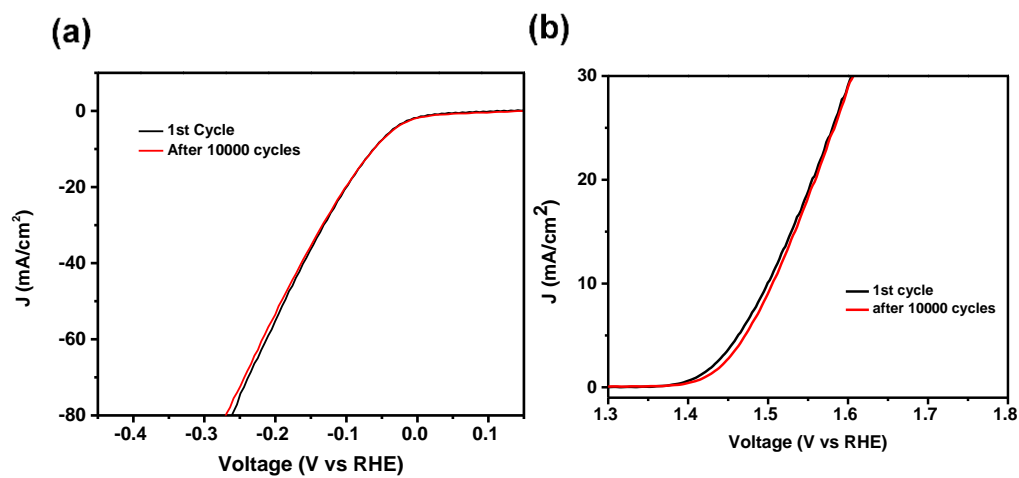 (a)
0
-20
-40
-60
-80
J (mA/cm²)
1st Cycle
After 10000 cycles
-0.4 -0.3 -0.2 -0.1 0.0 0.1
Voltage (V vs RHE)
(b)
30
20
10
0
J (mA/cm²)
1st cycle
after 10000 cycles
1.3 1.4 1.5 1.6 1.7 1.8
Voltage (V vs RHE)